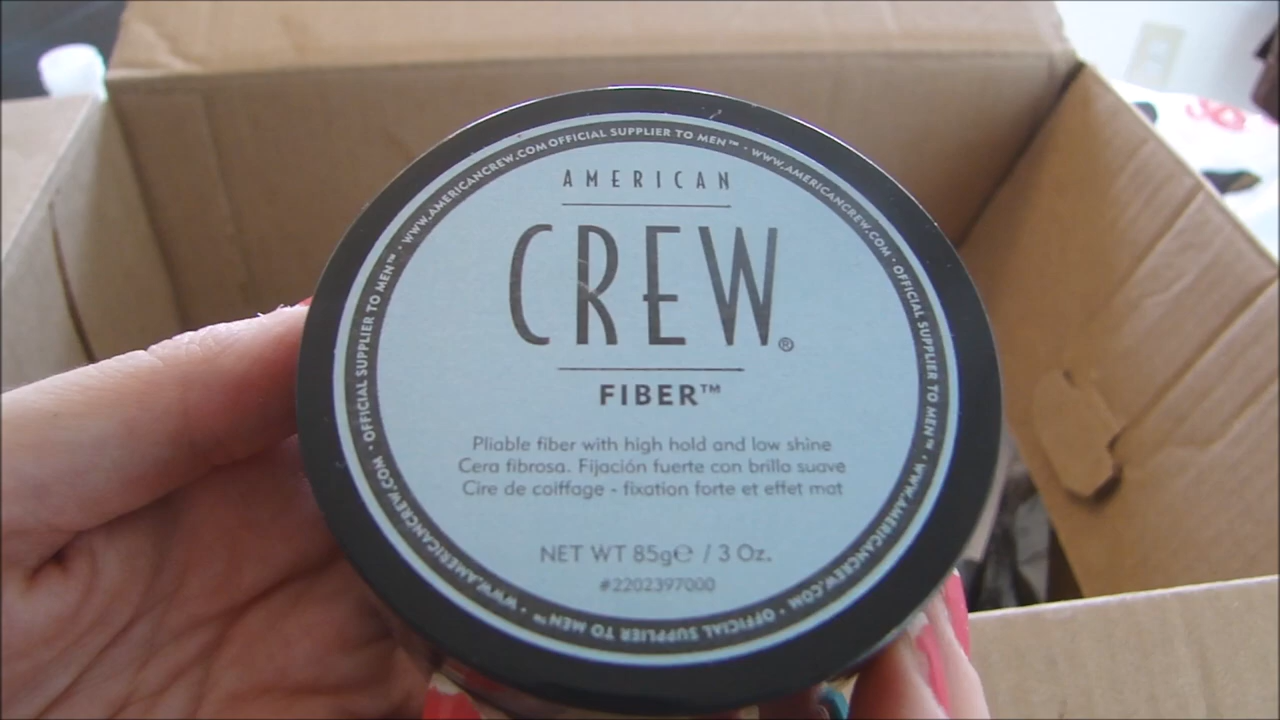 AMERICAN
CREW®
FIBER™
Pliable fiber with high hold and low shine
Cera fibrosa. Fijación fuerte con brillo suave
Cire de coiffage - fixation forte et effet mat
NET WT 85g℮ / 3 Oz.
#2202397000
OFFICIAL SUPPLIER TO MEN™ · WWW.AMERICANCREW.COM · OFFICIAL SUPPLIER TO MEN™ · WWW.AMERICANCREW.COM · OFFICIAL SUPPLIER TO MEN™ · WWW.AMERICANCREW.COM · OFFICIAL SUPPLIER TO MEN™ · WWW.AMERICANCREW.COM